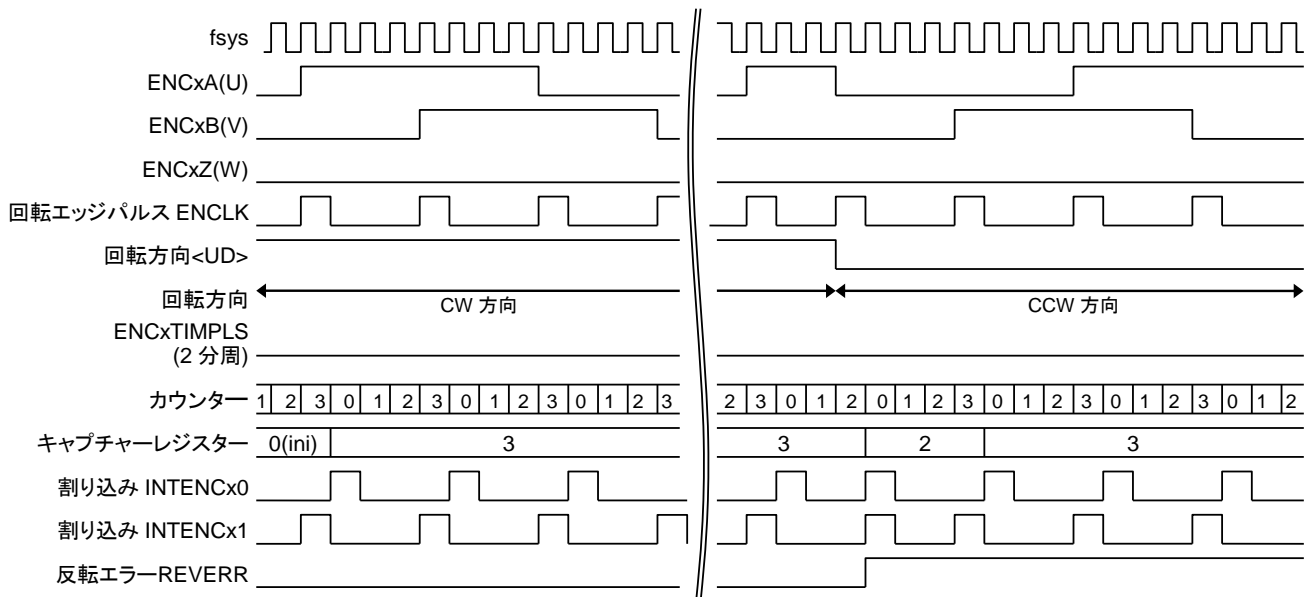 fsys
ENCxA(U)
ENCxB(V)
ENCxZ(W)
回転エッジパルス ENCLK
回転方向<UD>
回転方向 CW 方向 CCW 方向
ENCxTIMPLS
(2 分周)
カウンター 1 2 3 0 1 2 3 0 1 2 3 0 1 2 3 2 3 0 1 2 0 1 2 3 0 1 2 3 0 1 2 3 0 1 2
キャプチャーレジスター 0(ini) 3 3 2 3
割り込み INTENCx0
割り込み INTENCx1
反転エラーREVERR